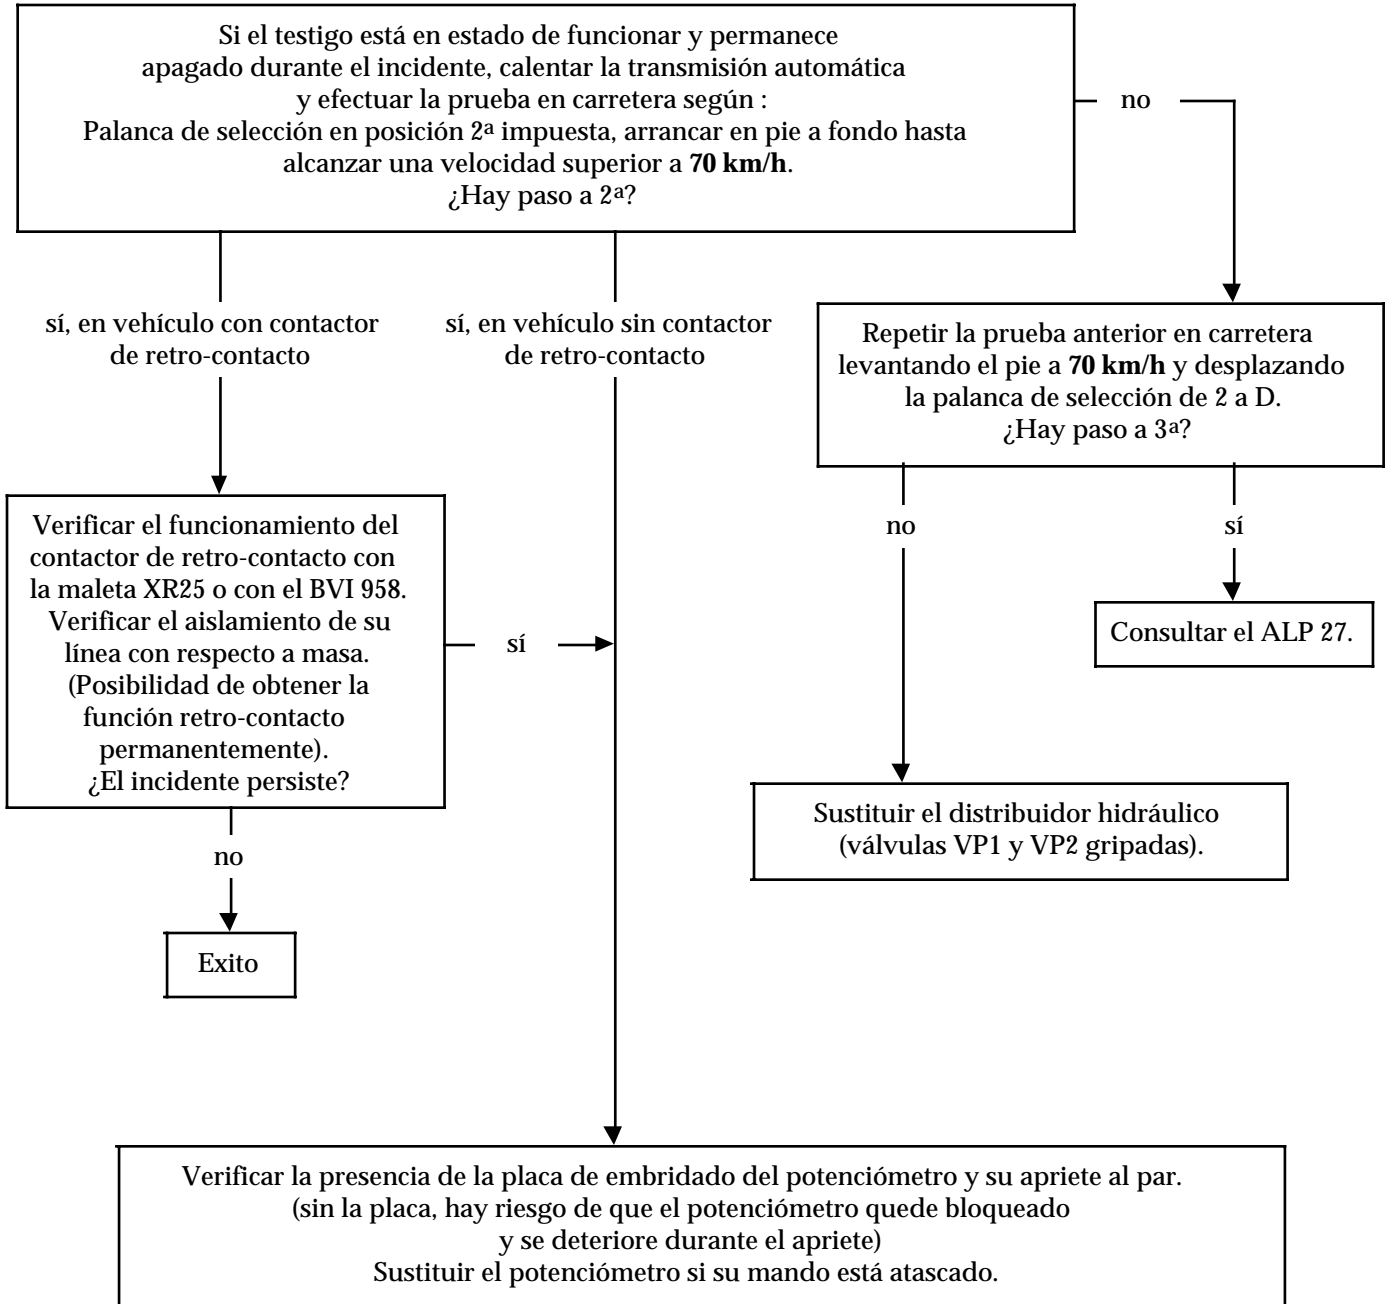 Si el testigo está en estado de funcionar y permanece
apagado durante el incidente, calentar la transmisión automática
y efectuar la prueba en carretera según :
Palanca de selección en posición 2ª impuesta, arrancar en pie a fondo hasta
alcanzar una velocidad superior a 70 km/h.
¿Hay paso a 2ª?
no
sí, en vehículo con contactor
de retro-contacto
sí, en vehículo sin contactor
de retro-contacto
Repetir la prueba anterior en carretera
levantando el pie a 70 km/h y desplazando
la palanca de selección de 2 a D.
¿Hay paso a 3ª?
Verificar el funcionamiento del
contactor de retro-contacto con
la maleta XR25 o con el BVI 958.
Verificar el aislamiento de su
línea con respecto a masa.
(Posibilidad de obtener la
función retro-contacto
permanentemente).
¿El incidente persiste?
sí
no
sí
Consultar el ALP 27.
Sustituir el distribuidor hidráulico
(válvulas VP1 y VP2 gripadas).
no
Exito
Verificar la presencia de la placa de embridado del potenciómetro y su apriete al par.
(sin la placa, hay riesgo de que el potenciómetro quede bloqueado
y se deteriore durante el apriete)
Sustituir el potenciómetro si su mando está atascado.